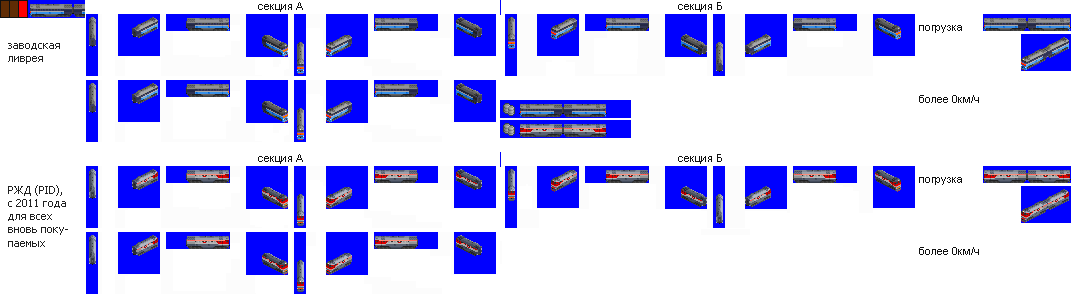 секция А
секция Б
заводская
ливрея
погрузка
более 0км/ч
секция А
секция Б
РЖД (PID),
с 2011 года
для всех
вновь поку-
паемых
погрузка
более 0км/ч